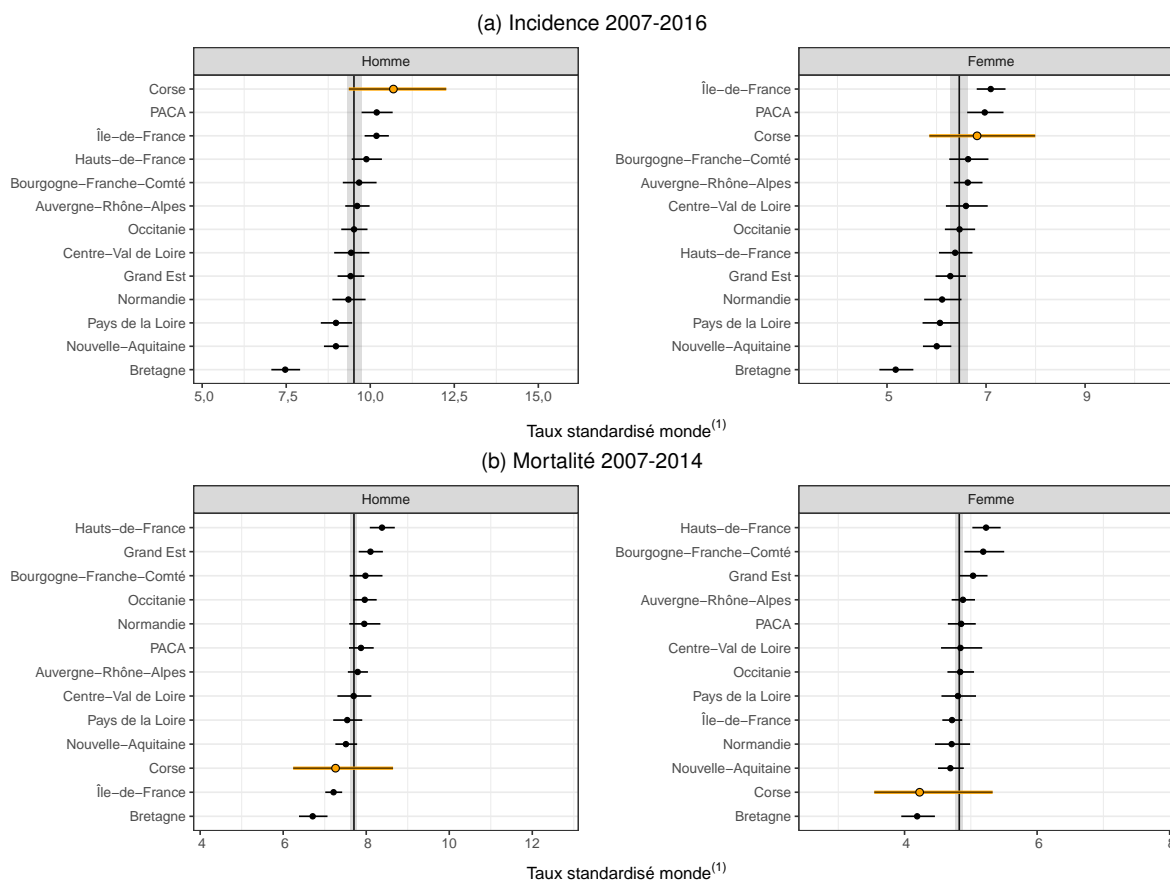 (a) Incidence 2007-2016
Homme
Corse
PACA
Île−de−France
Hauts−de−France
Bourgogne−Franche−Comté
Auvergne−Rhône−Alpes
Occitanie
Centre−Val de Loire
Grand Est
Normandie
Pays de la Loire
Nouvelle−Aquitaine
Bretagne
5,0 7,5 10,0 12,5 15,0
Femme
Île−de−France
PACA
Corse
Bourgogne−Franche−Comté
Auvergne−Rhône−Alpes
Centre−Val de Loire
Occitanie
Hauts−de−France
Grand Est
Normandie
Pays de la Loire
Nouvelle−Aquitaine
Bretagne
5 7 9
Taux standardisé monde(1)
(b) Mortalité 2007-2014
Homme
Hauts−de−France
Grand Est
Bourgogne−Franche−Comté
Occitanie
Normandie
PACA
Auvergne−Rhône−Alpes
Centre−Val de Loire
Pays de la Loire
Nouvelle−Aquitaine
Corse
Île−de−France
Bretagne
4 6 8 10 12
Femme
Hauts−de−France
Bourgogne−Franche−Comté
Grand Est
Auvergne−Rhône−Alpes
PACA
Centre−Val de Loire
Occitanie
Pays de la Loire
Île−de−France
Normandie
Nouvelle−Aquitaine
Corse
Bretagne
4 6 8
Taux standardisé monde(1)